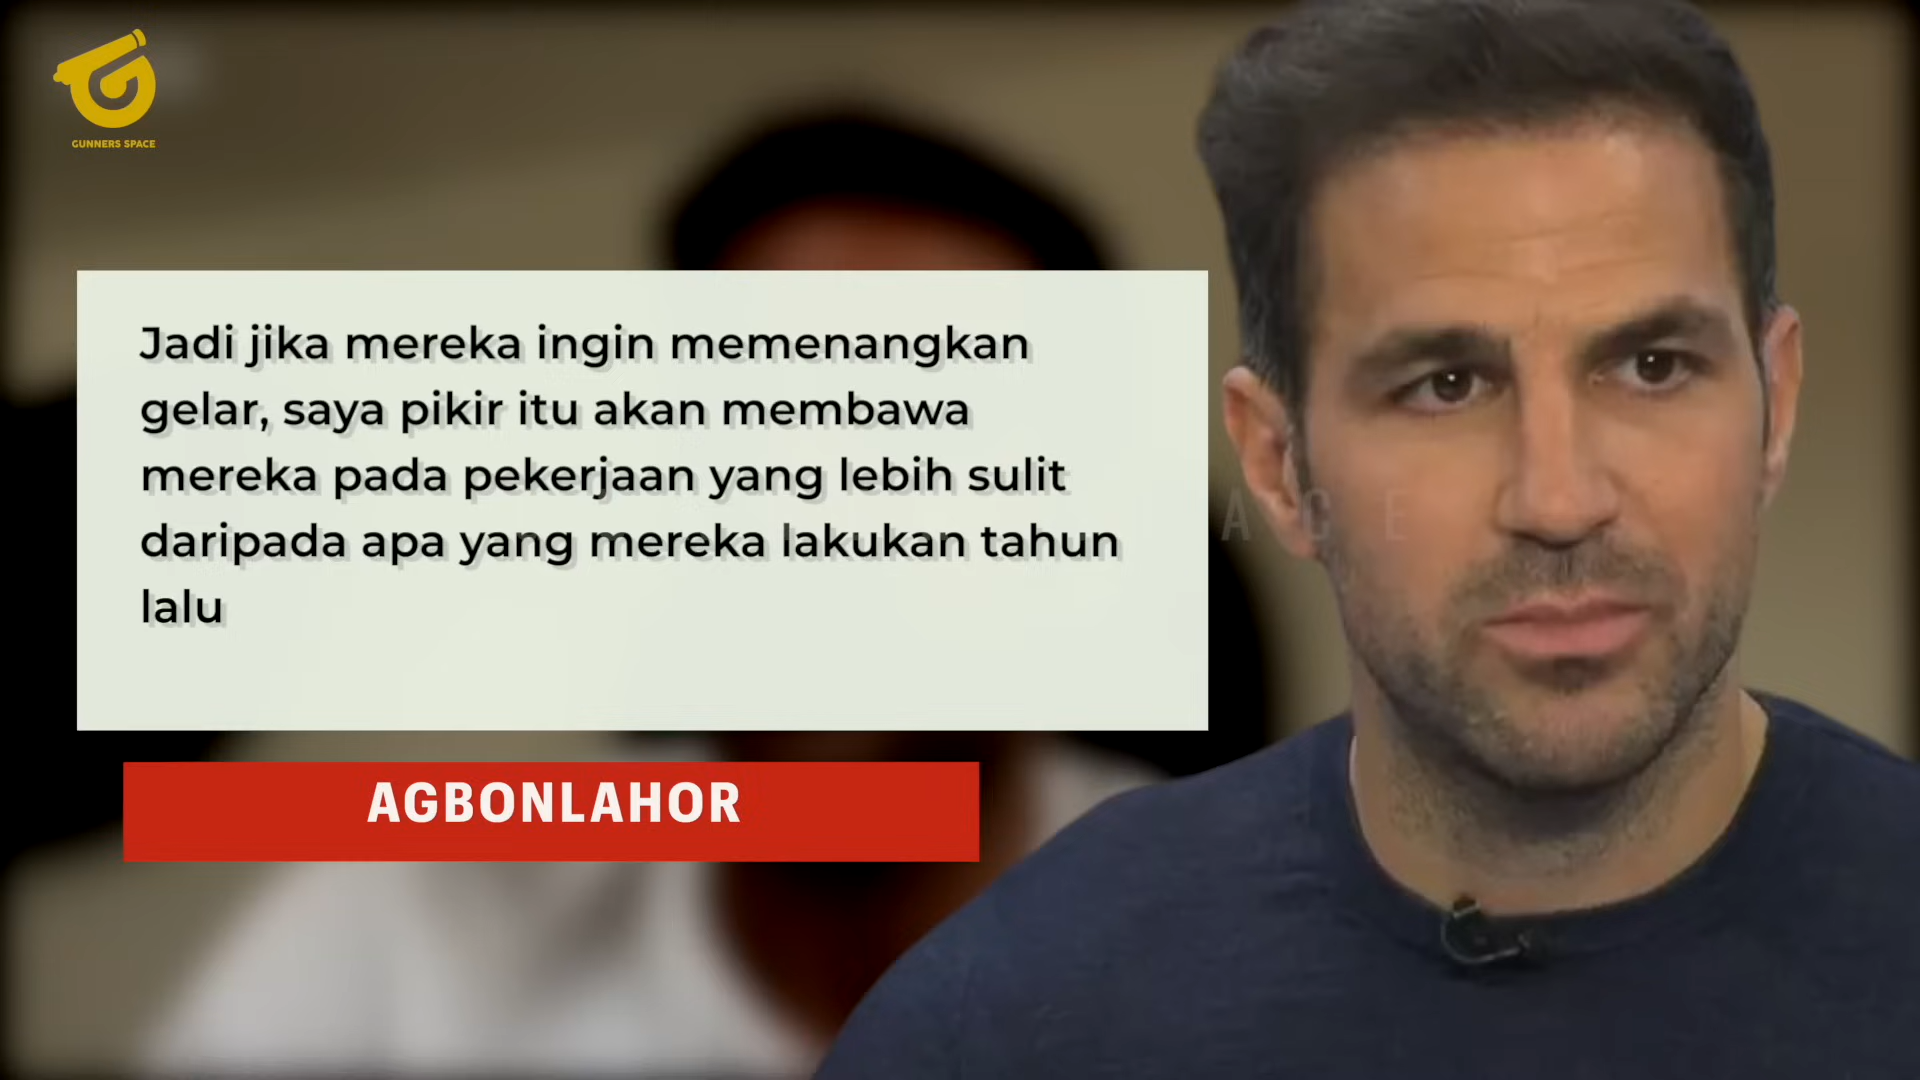 GUNNERS SPACE
Jadi jika mereka ingin memenangkan
gelar, saya pikir itu akan membawa
mereka pada pekerjaan yang lebih sulit
daripada apa yang mereka lakukan tahun
lalu
ACE
AGBONLAHOR